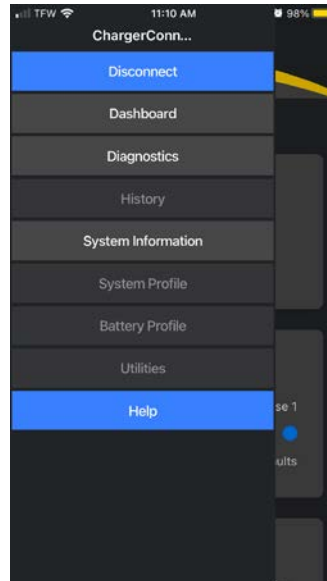 TFW 11:10 AM 98%
ChargerConn...
Disconnect
Dashboard
Diagnostics
History
System Information
System Profile
Battery Profile
Utilities
Help
se 1
ults